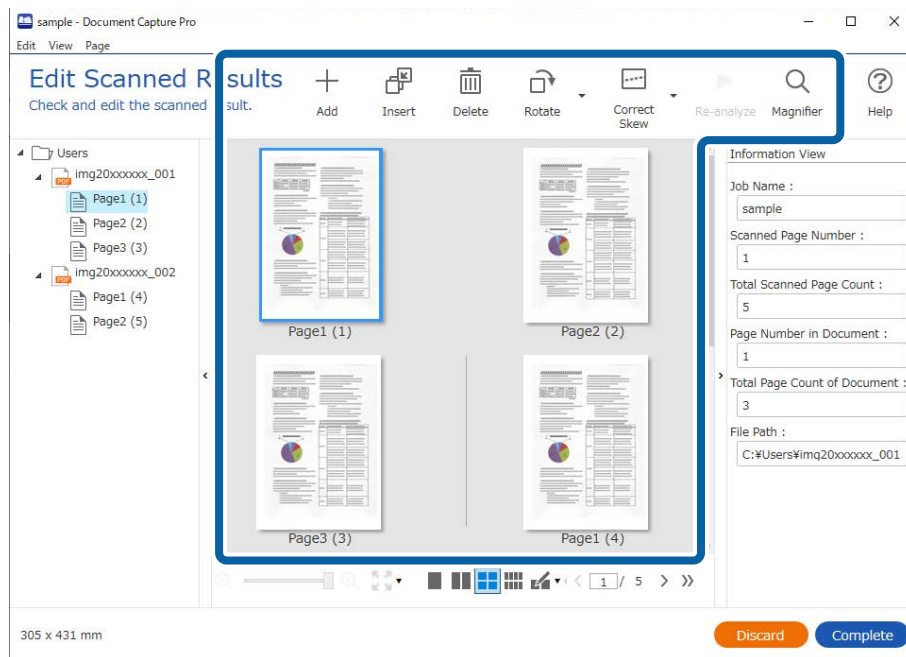 sample - Document Capture Pro
Edit View Page
Edit Scanned Results
Check and edit the scanned result.
Add
Insert
Delete
Rotate
Correct
Skew
Re-analyze
Magnifier
Help
Users
img20xxxxxx_001
Page1 (1)
Page2 (2)
Page3 (3)
img20xxxxxx_002
Page1 (4)
Page2 (5)
Page1 (1)
Page2 (2)
Page3 (3)
Page1 (4)
Information View
Job Name :
sample
Scanned Page Number :
1
Total Scanned Page Count :
5
Page Number in Document :
1
Total Page Count of Document :
3
File Path :
C:¥Users¥img20xxxxxx_001
1 / 5
305 x 431 mm
Discard
Complete